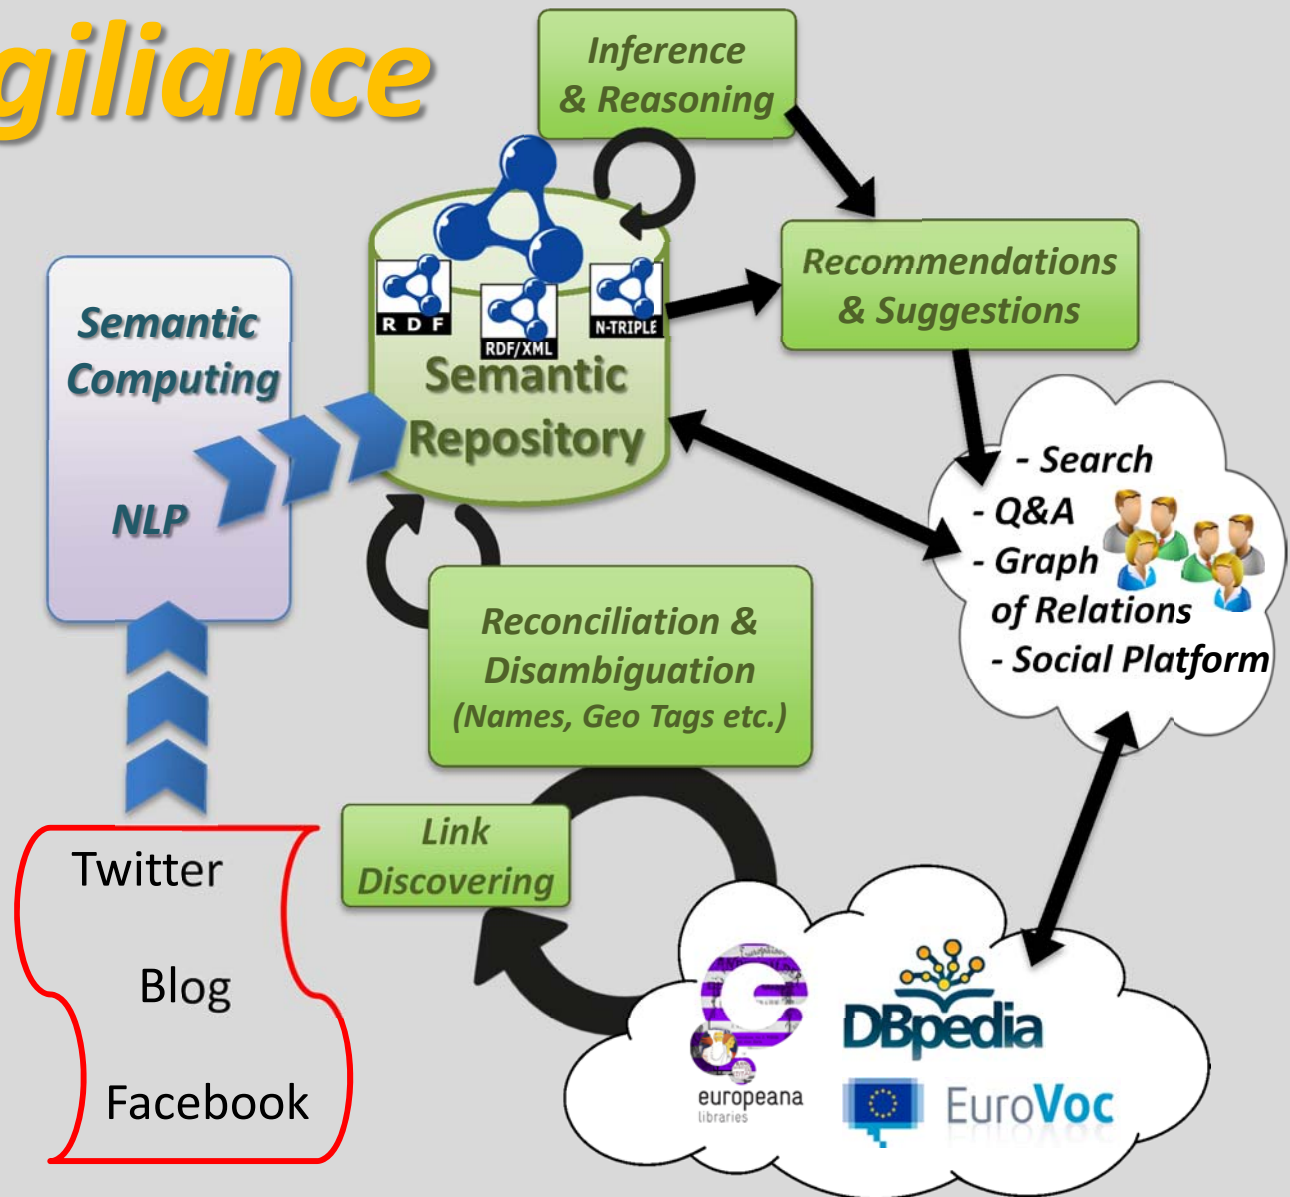 giliance
Inference
& Reasoning
Recommendations
& Suggestions
Semantic
Computing
NLP
R D F
RDF/XML
N-TRIPLE
Semantic
Repository
- Search
- Q&A
- Graph
of Relations
- Social Platform
Reconciliation &
Disambiguation
(Names, Geo Tags etc.)
Link
Discovering
Twitter
Blog
Facebook
europeana
libraries
DBpedia
EuroVoc